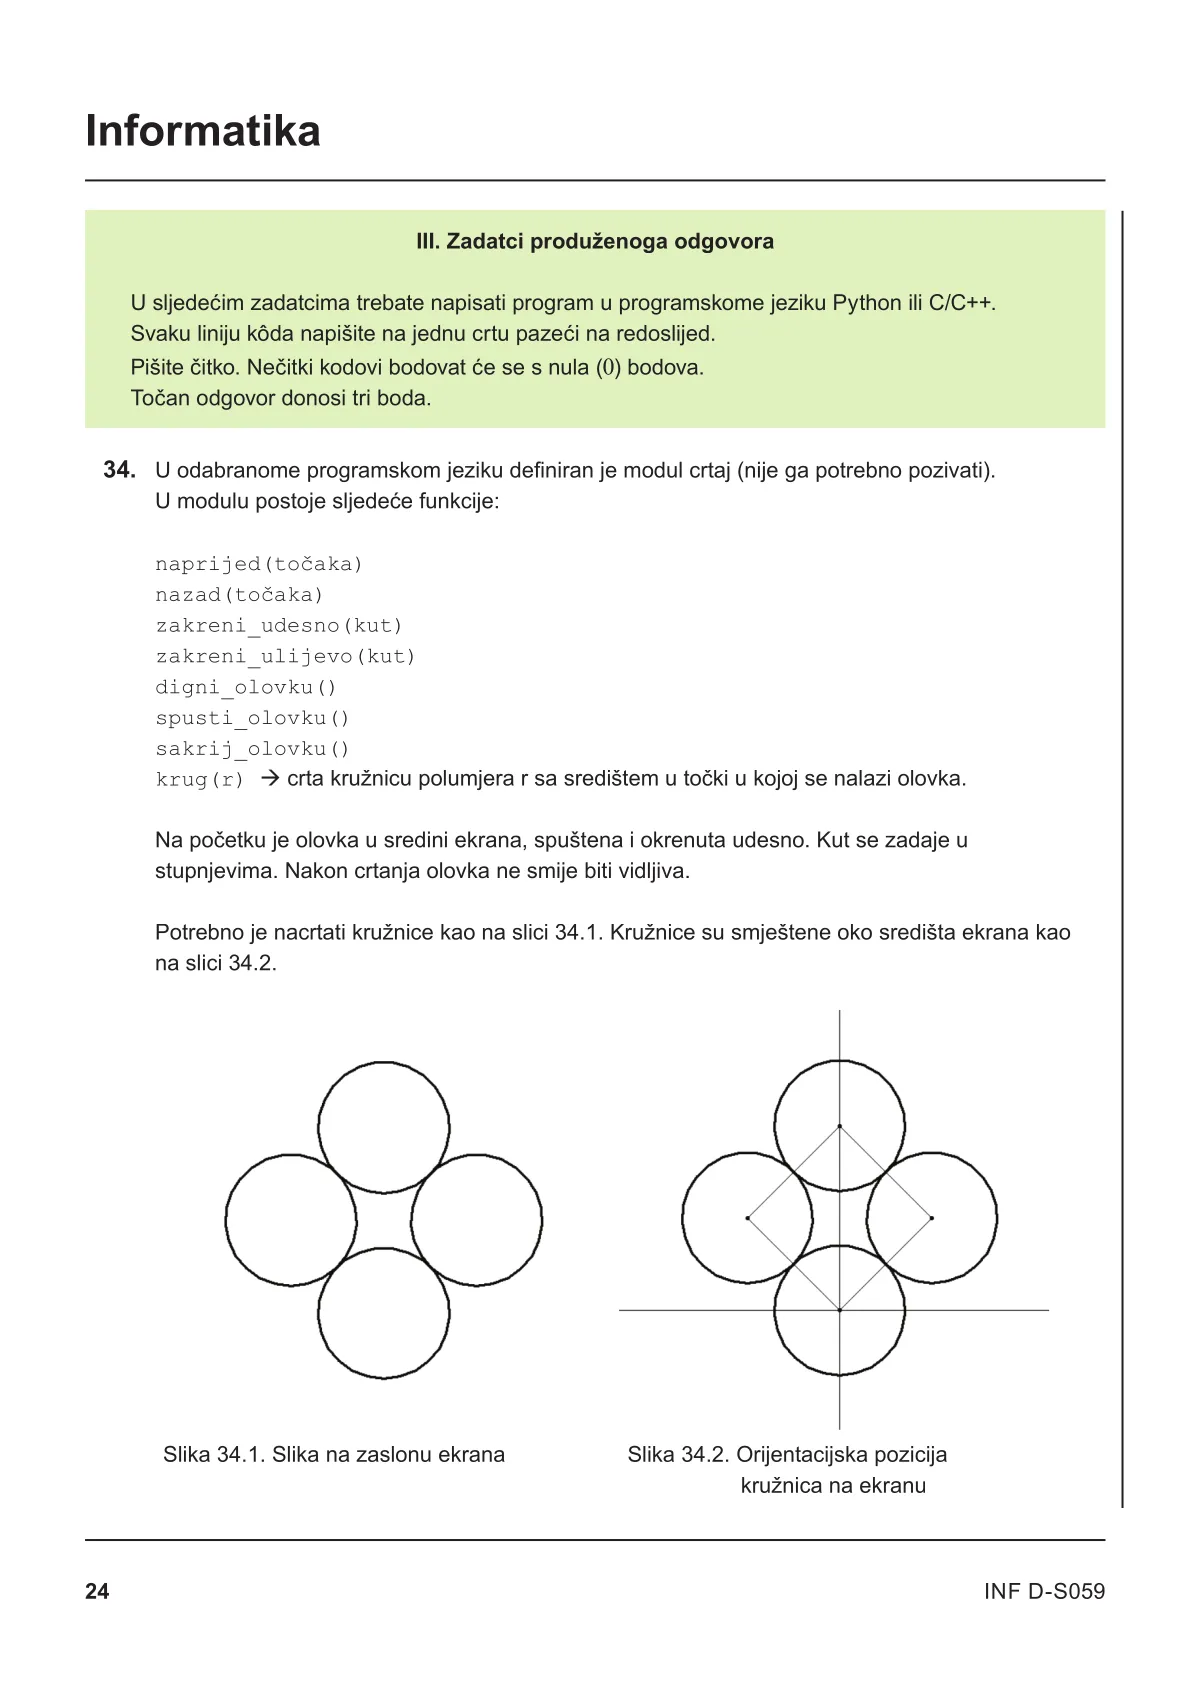 Informatika
III. Zadatci produženoga odgovora
U sljedećim zadatcima trebate napisati program u programskome jeziku Python ili C/C++.
Svaku liniju kôda napišite na jednu crtu pazeći na redoslijed.
Pišite čitko. Nečitki kodovi bodovat će se s nula (0) bodova.
Točan odgovor donosi tri boda.
34. U odabranome programskom jeziku definiran je modul crtaj (nije ga potrebno pozivati).
U modulu postoje sljedeće funkcije:
naprijed(točaka)
nazad(točaka)
zakreni_udesno(kut)
zakreni_ulijevo(kut)
digni_olovku()
spusti_olovku()
sakrij_olovku()
krug(r) → crta kružnicu polumjera r sa središtem u točki u kojoj se nalazi olovka.
Na početku je olovka u sredini ekrana, spuštena i okrenuta udesno. Kut se zadaje u
stupnjevima. Nakon crtanja olovka ne smije biti vidljiva.
Potrebno je nacrtati kružnice kao na slici 34.1. Kružnice su smještene oko središta ekrana kao
na slici 34.2.
Slika 34.1. Slika na zaslonu ekrana
Slika 34.2. Orijentacijska pozicija
kružnica na ekranu
24
INF D-S059